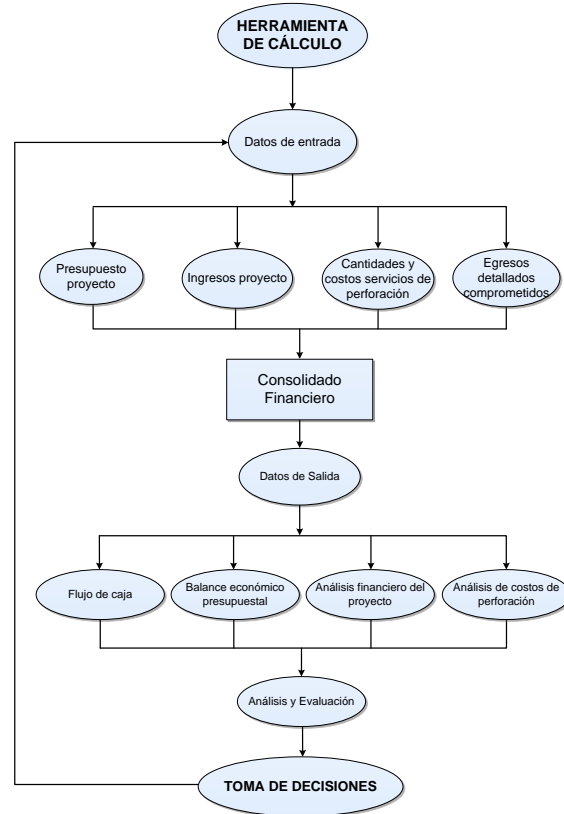 HERRAMIENTA
DE CÁLCULO
Datos de entrada
Presupuesto
proyecto
Ingresos proyecto
Cantidades y
costos servicios de
perforación
Egresos
detallados
comprometidos
Consolidado
Financiero
Datos de Salida
Flujo de caja
Balance económico
presupuestal
Análisis financiero del
proyecto
Análisis de costos de
perforación
Análisis y Evaluación
TOMA DE DECISIONES